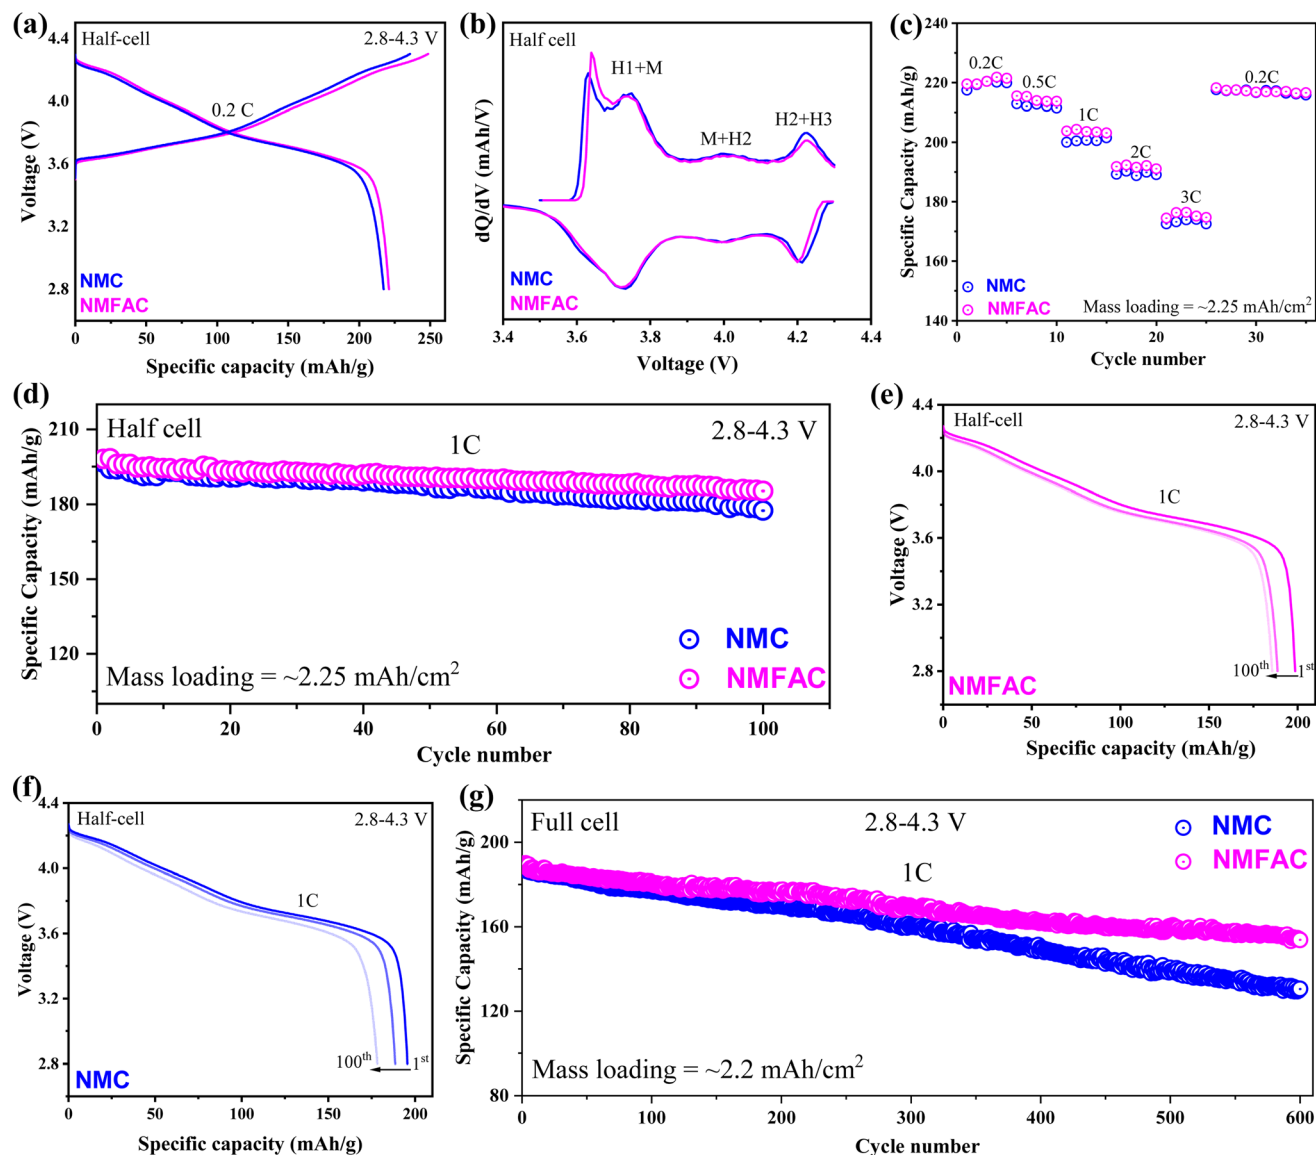 (a)
Half-cell
2.8-4.3 V
0.2 C
NMC
NMFAC
4.4
4.0
3.6
3.2
2.8
Voltage (V)
0 50 100 150 200 250
Specific capacity (mAh/g)
(b)
Half cell
H1+M
M+H2
H2+H3
NMC
NMFAC
dQ/dV (mAh/V)
3.4 3.6 3.8 4.0 4.2 4.4
Voltage (V)
(c)
240
220
200
180
160
140
Specific Capacity (mAh/g)
0.2C
0.5C
1C
2C
3C
0.2C
NMC
NMFAC
Mass loading = ~2.25 mAh/cm²
0 10 20 30
Cycle number
(d)
Half cell
1C
2.8-4.3 V
210
180
150
120
Specific Capacity (mAh/g)
NMC
NMFAC
Mass loading = ~2.25 mAh/cm²
0 20 40 60 80 100
Cycle number
(e)
Half-cell
2.8-4.3 V
1C
4.4
4.0
3.6
3.2
2.8
Voltage (V)
100th
1st
NMFAC
0 50 100 150 200
Specific capacity (mAh/g)
(f)
Half-cell
2.8-4.3 V
1C
4.4
4.0
3.6
3.2
2.8
Voltage (V)
100th
1st
NMC
0 50 100 150 200
Specific capacity (mAh/g)
(g)
Full cell
2.8-4.3 V
1C
NMC
NMFAC
190
160
130
80
Specific Capacity (mAh/g)
Mass loading = ~2.2 mAh/cm²
0 100 200 300 400 500 600
Cycle number